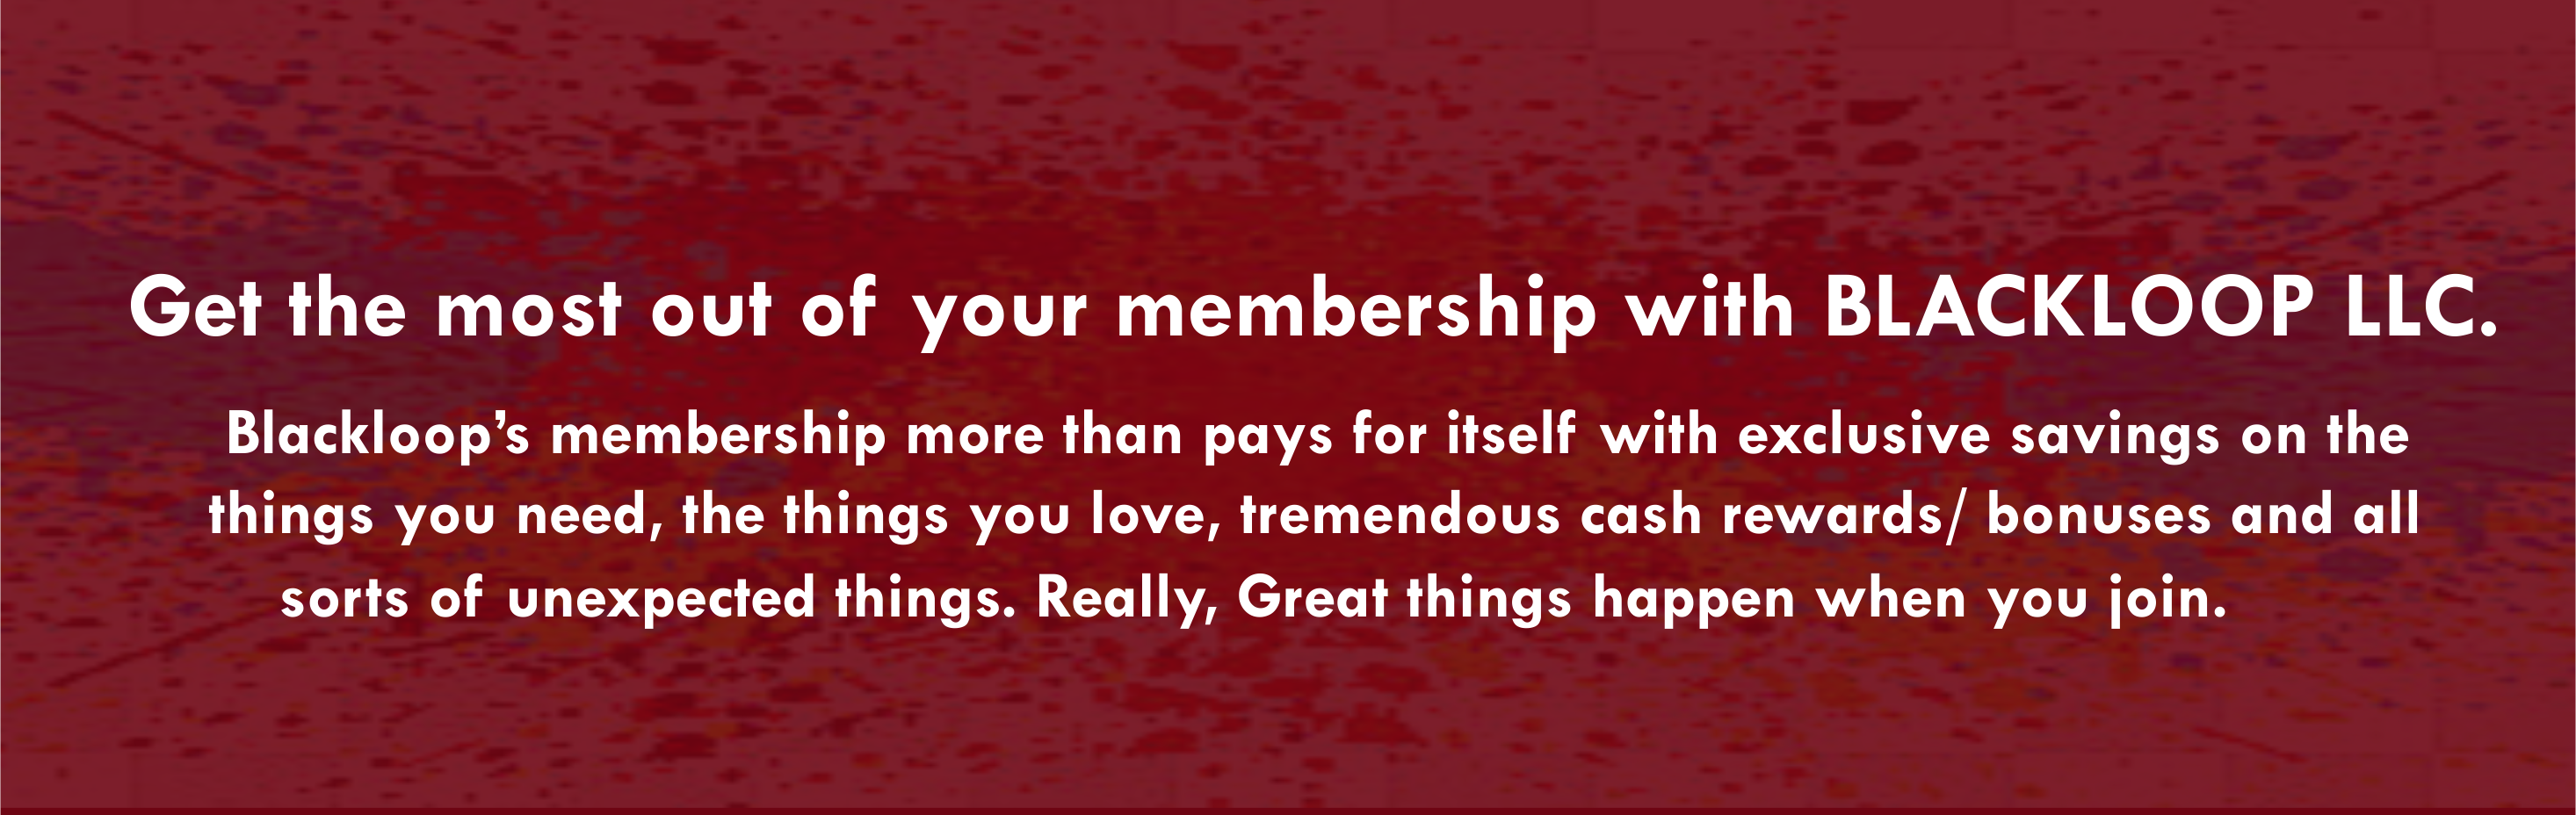 Get the most out of your membership with BLACKLOOP LLC.
Blackloop’s membership more than pays for itself with exclusive savings on the
things you need, the things you love, tremendous cash rewards/ bonuses and all
sorts of unexpected things. Really, Great things happen when you join.